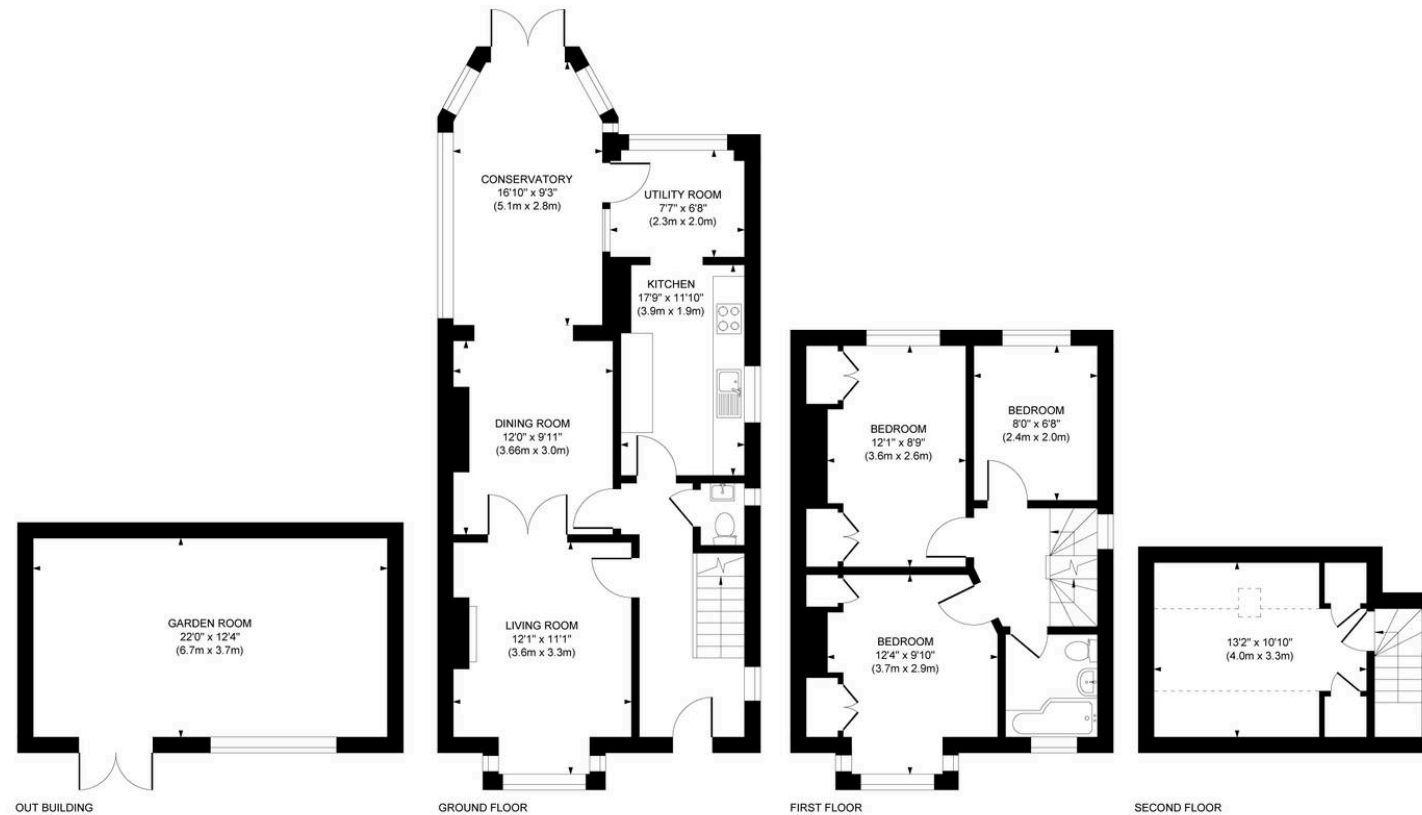 CONSERVATORY
16'10" x 9'3"
(5.1m x 2.8m)
UTILITY ROOM
7'7" x 6'8"
(2.3m x 2.0m)
KITCHEN
17'9" x 11'10"
(3.9m x 1.9m)
DINING ROOM
12'0" x 9'11"
(3.66m x 3.0m)
BEDROOM
12'1" x 8'9"
(3.6m x 2.6m)
BEDROOM
8'0" x 6'8"
(2.4m x 2.0m)
GARDEN ROOM
22'0" x 12'4"
(6.7m x 3.7m)
LIVING ROOM
12'1" x 11'1"
(3.6m x 3.3m)
BEDROOM
12'4" x 9'10"
(3.7m x 2.9m)
13'2" x 10'10"
(4.0m x 3.3m)
OUT BUILDING
GROUND FLOOR
FIRST FLOOR
SECOND FLOOR